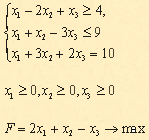 x₁ − 2x₂ + x₃ ≥ 4,
x₁ + x₂ − 3x₃ ≤ 9
x₁ + 3x₂ + 2x₃ = 10
x₁ ≥ 0, x₂ ≥ 0, x₃ ≥ 0
F = 2x₁ + x₂ − x₃ → max